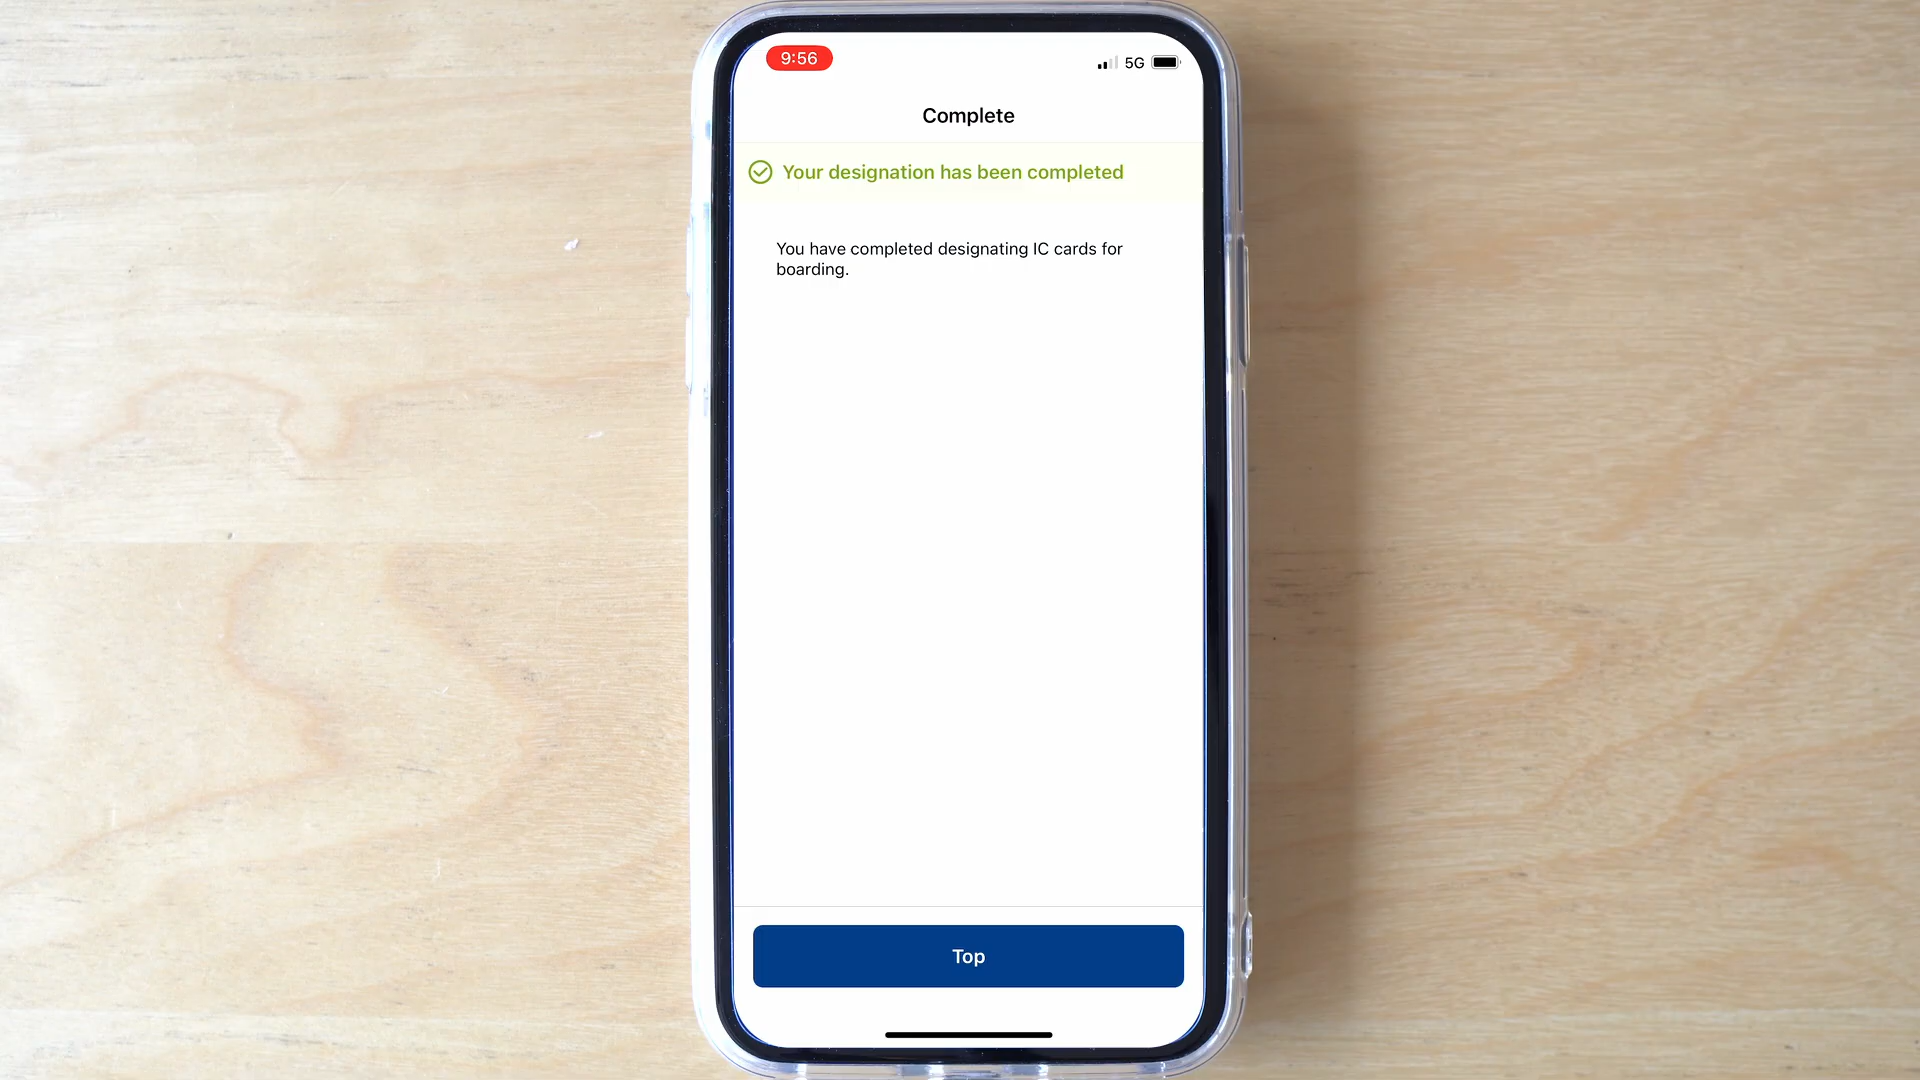 9:56
5G
Complete
Your designation has been completed
You have completed designating IC cards for
boarding.
Top